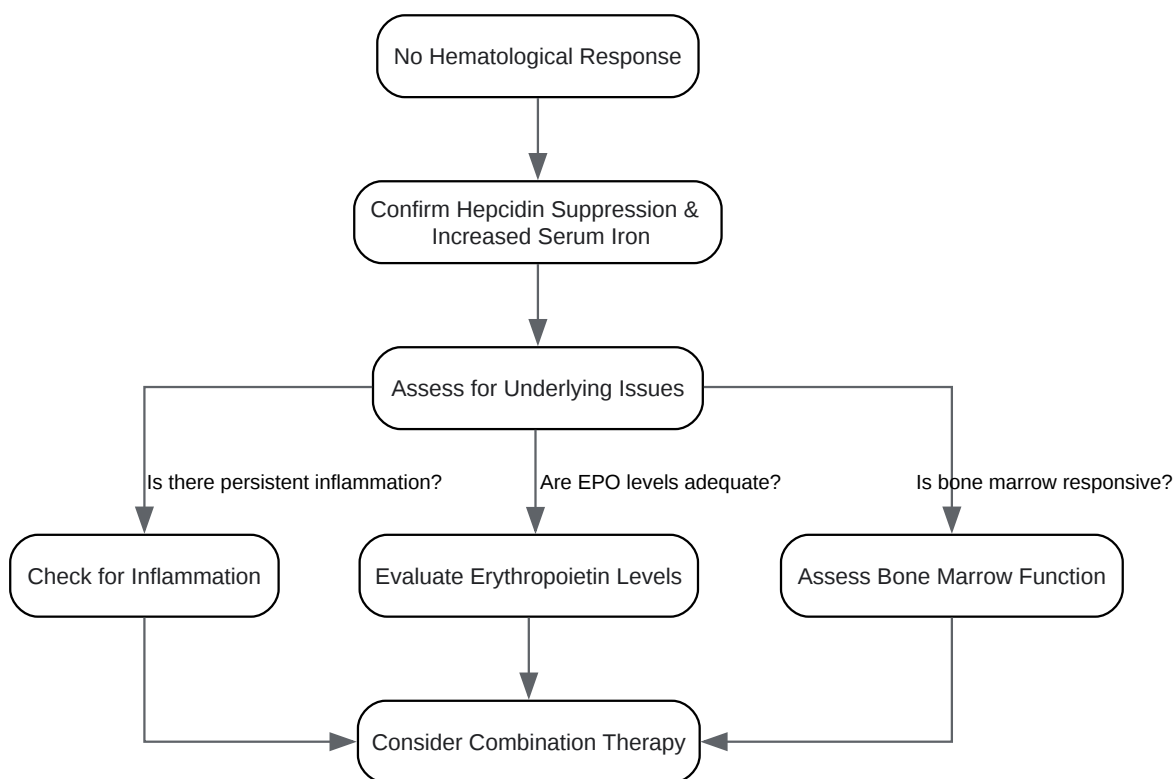 No Hematological Response
Confirm Hepcidin Suppression &
Increased Serum Iron
Assess for Underlying Issues
Is there persistent inflammation?
Are EPO levels adequate?
Is bone marrow responsive?
Check for Inflammation
Evaluate Erythropoietin Levels
Assess Bone Marrow Function
Consider Combination Therapy